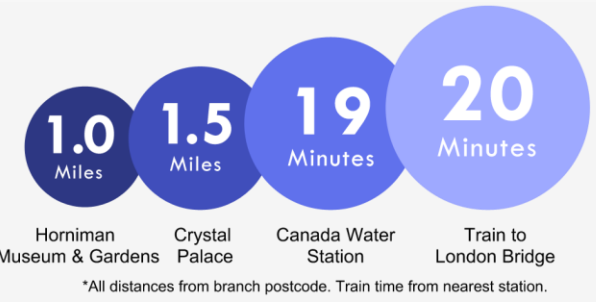 1.0
Miles
1.5
Miles
19
Minutes
20
Minutes
Horniman
Museum & Gardens
Crystal
Palace
Canada Water
Station
Train to
London Bridge
*All distances from branch postcode. Train time from nearest station.